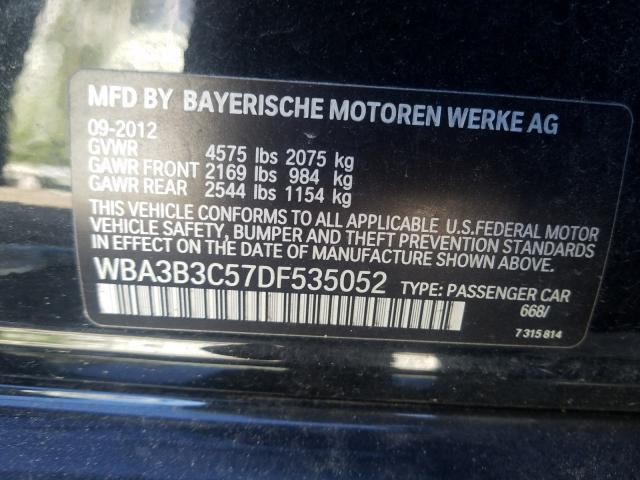 MFD BY BAYERISCHE MOTOREN WERKE AG
09-2012
GVWR 4575 lbs 2075 kg
GAWR FRONT 2169 lbs 984 kg
GAWR REAR 2544 lbs 1154 kg
THIS VEHICLE CONFORMS TO ALL APPLICABLE U.S.FEDERAL MOTOR
VEHICLE SAFETY, BUMPER AND THEFT PREVENTION STANDARDS
IN EFFECT ON THE DATE OF MANUFACTURE SHOWN ABOVE.
WBA3B3C57DF535052 TYPE: PASSENGER CAR
668/
7 315 814